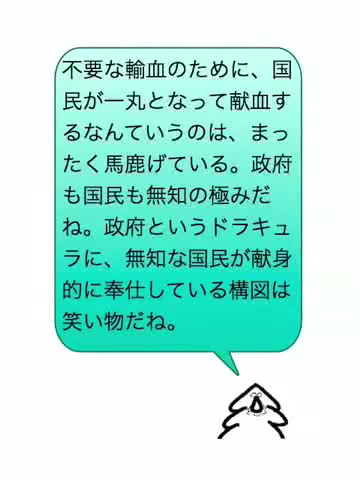 不要な輸血のために、国
民が一丸となって献血す
るなんていうのは、まっ
たく馬鹿げている。政府
も国民も無知の極みだ
ね。政府というドラキュ
ラに、無知な国民が献身
的に奉仕している構図は
笑い物だね。